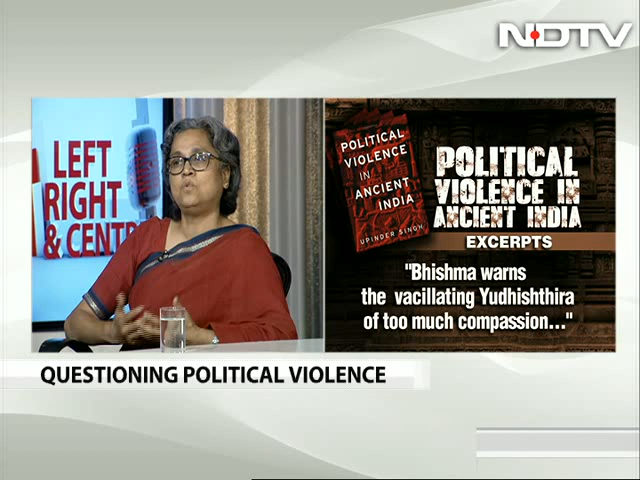 NDTV
LEFT
RIGHT
& CENTR
POLITICAL
VIOLENCE
IN
ANCIENT
INDIA
UPINDER SINGH
POLITICAL
VIOLENCE IN
ANCIENT INDIA
EXCERPTS
"Bhishma warns
the vacillating Yudhishthira
of too much compassion..."
QUESTIONING POLITICAL VIOLENCE